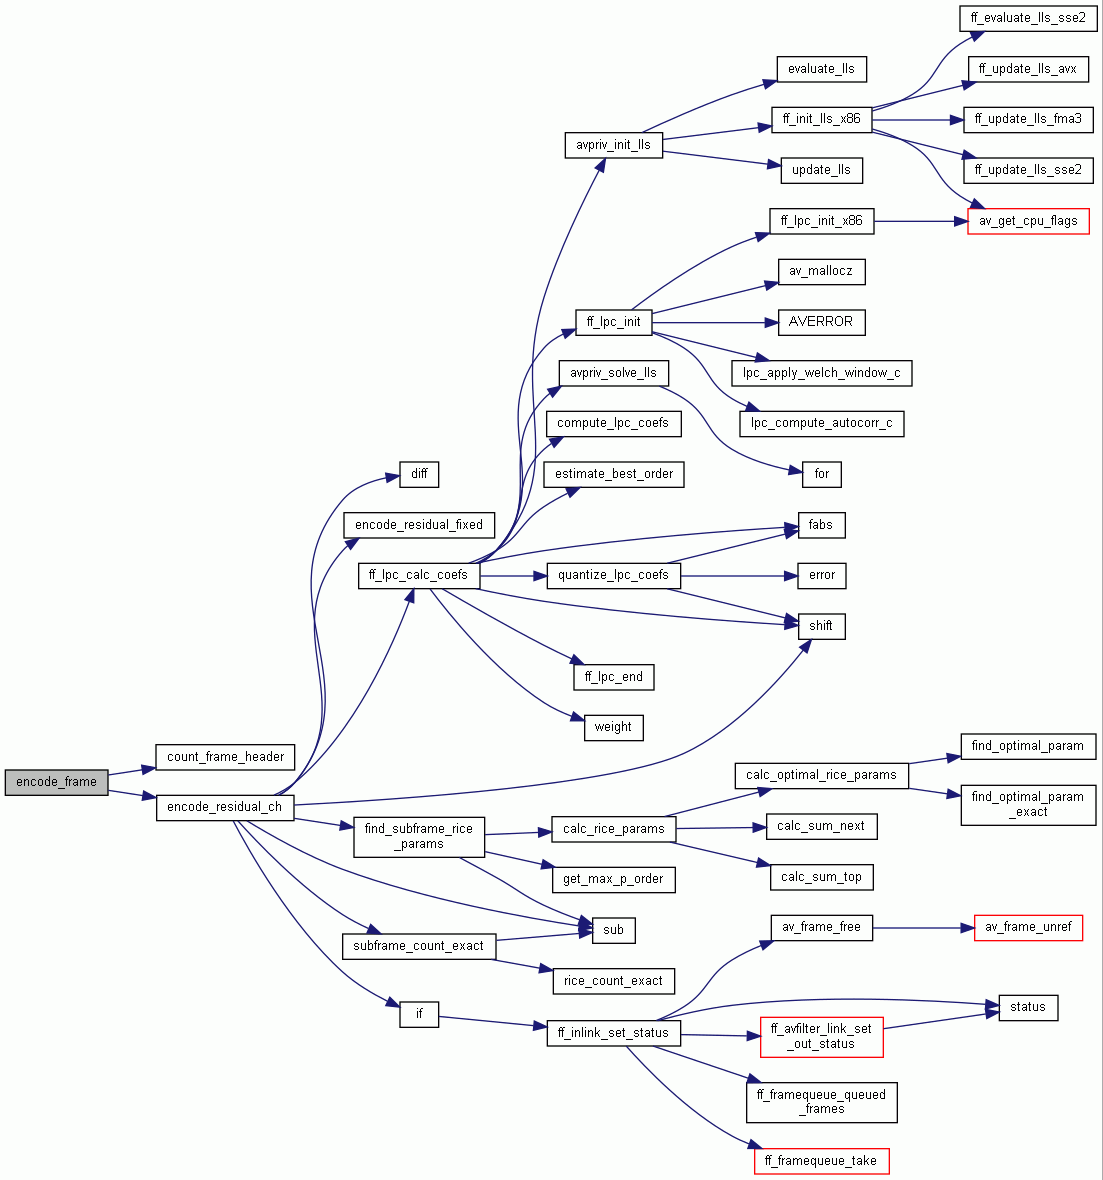 ff_evaluate_lls_sse2
evaluate_lls
ff_update_lls_avx
ff_init_lls_x86
ff_update_lls_fma3
avpriv_init_lls
update_lls
ff_update_lls_sse2
ff_lpc_init_x86
av_get_cpu_flags
av_mallocz
ff_lpc_init
AVERROR
avpriv_solve_lls
lpc_apply_welch_window_c
compute_lpc_coefs
lpc_compute_autocorr_c
diff
estimate_best_order
for
encode_residual_fixed
fabs
ff_lpc_calc_coefs
quantize_lpc_coefs
error
shift
ff_lpc_end
weight
count_frame_header
find_optimal_param
encode_frame
calc_optimal_rice_params
encode_residual_ch
find_optimal_param
_exact
find_subframe_rice
_params
calc_rice_params
calc_sum_next
get_max_p_order
calc_sum_top
sub
av_frame_free
av_frame_unref
subframe_count_exact
rice_count_exact
if
status
ff_inlink_set_status
ff_avfilter_link_set
_out_status
ff_framequeue_queued
_frames
ff_framequeue_take